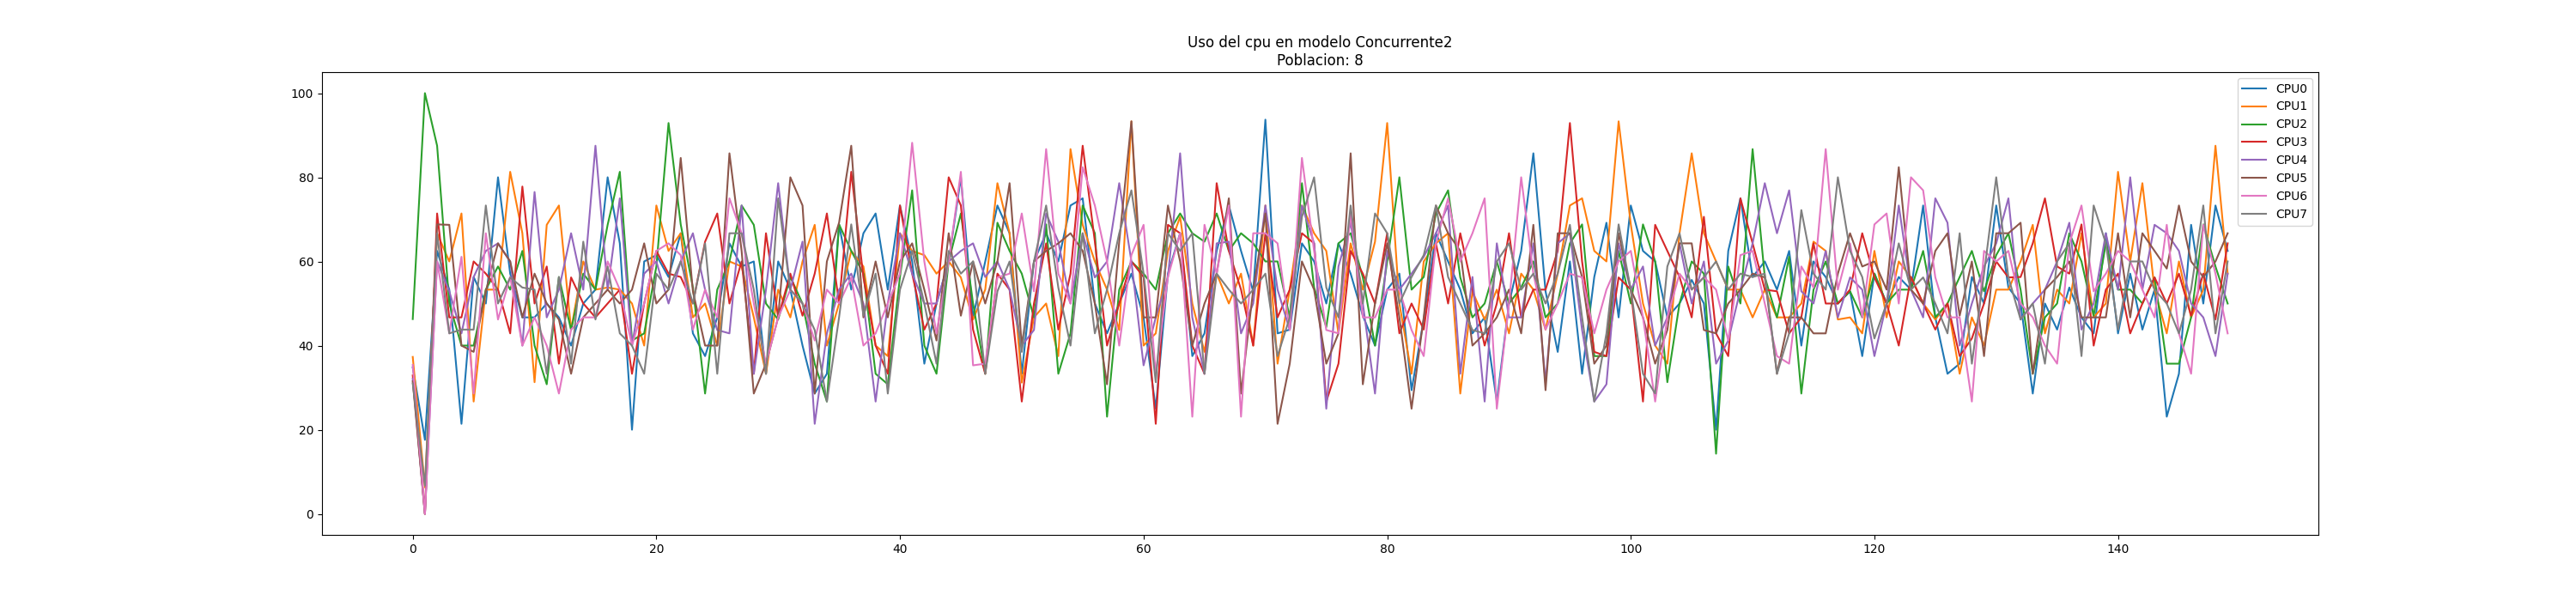 Uso del cpu en modelo Concurrente2
Poblacion: 8
100
80
60
40
20
0
0 20 40 60 80 100 120 140
CPU0
CPU1
CPU2
CPU3
CPU4
CPU5
CPU6
CPU7